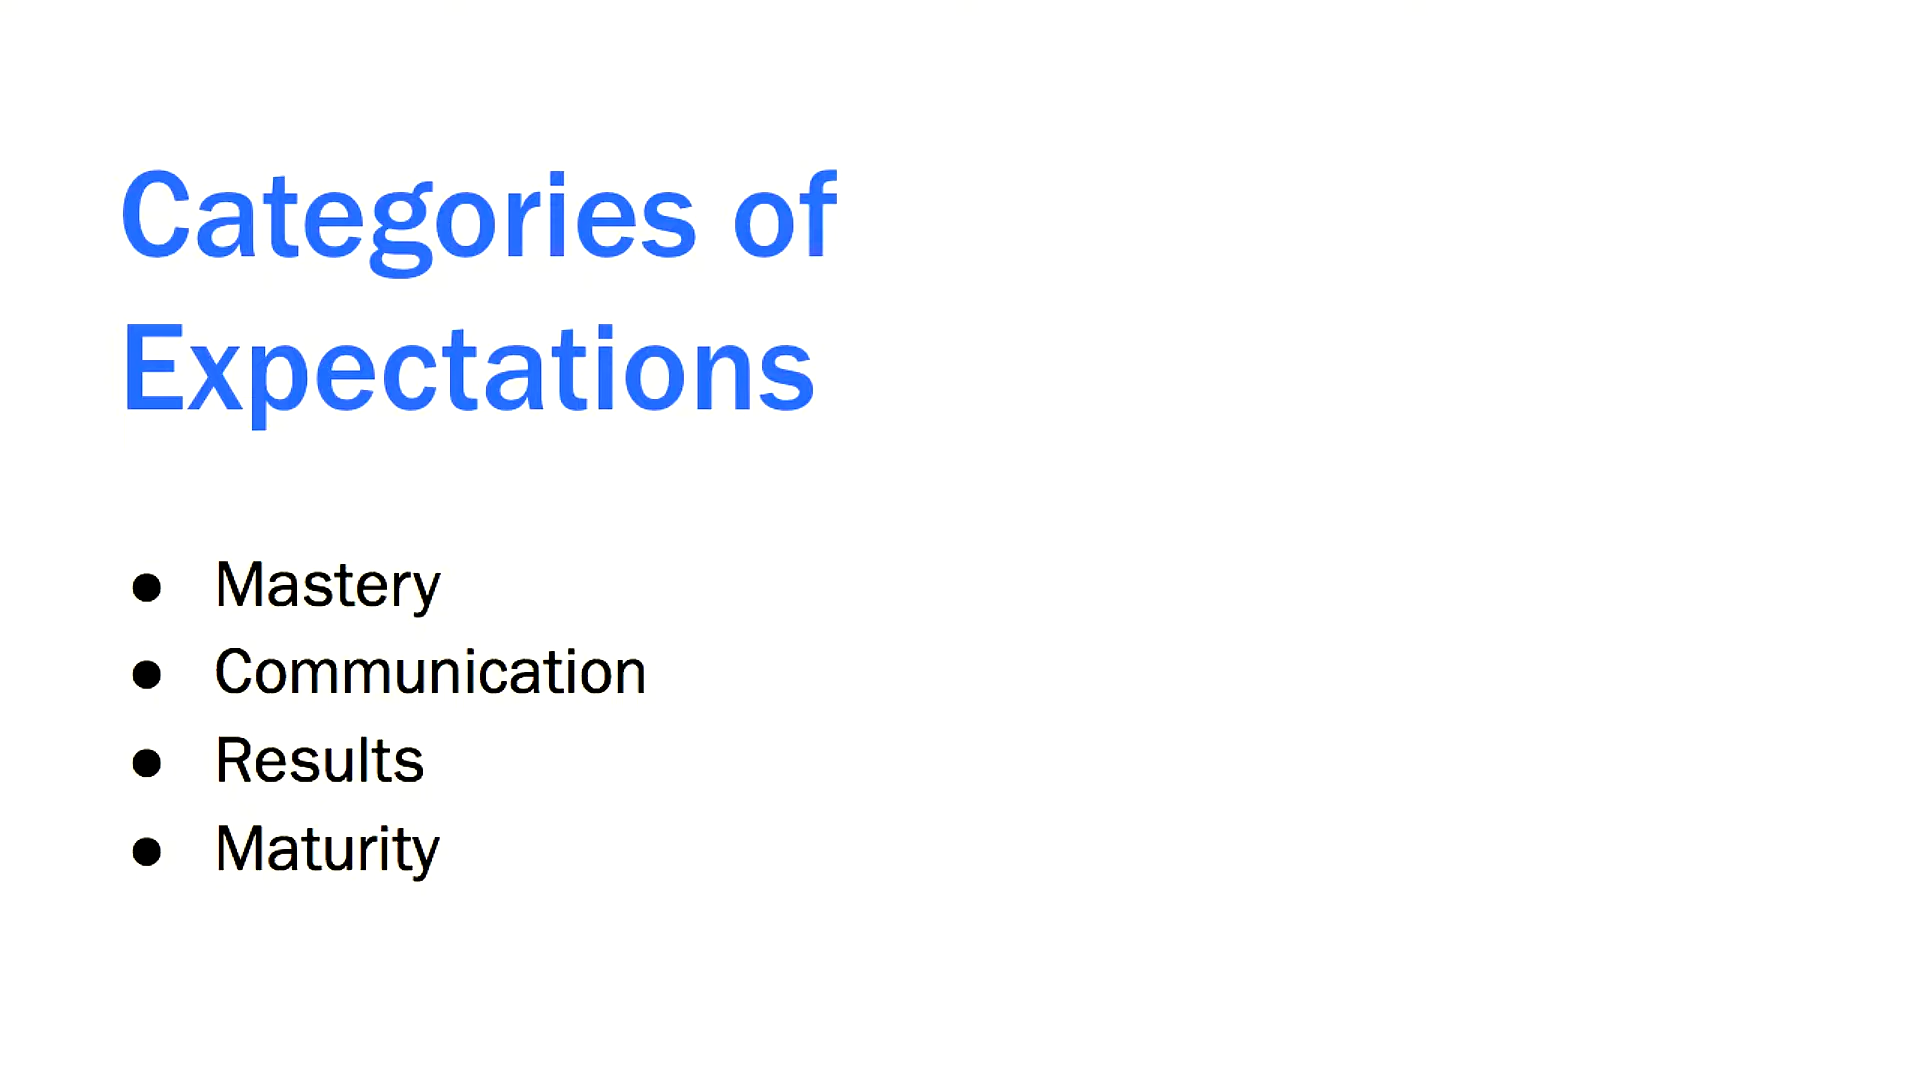 Categories of
Expectations
● Mastery
● Communication
● Results
● Maturity